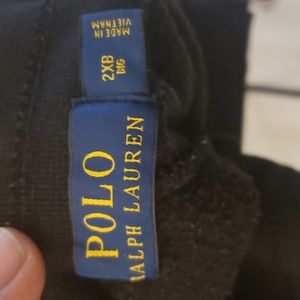 POLO
RALPH LAUREN
2XB
BIG
MADE IN
VIETNAM